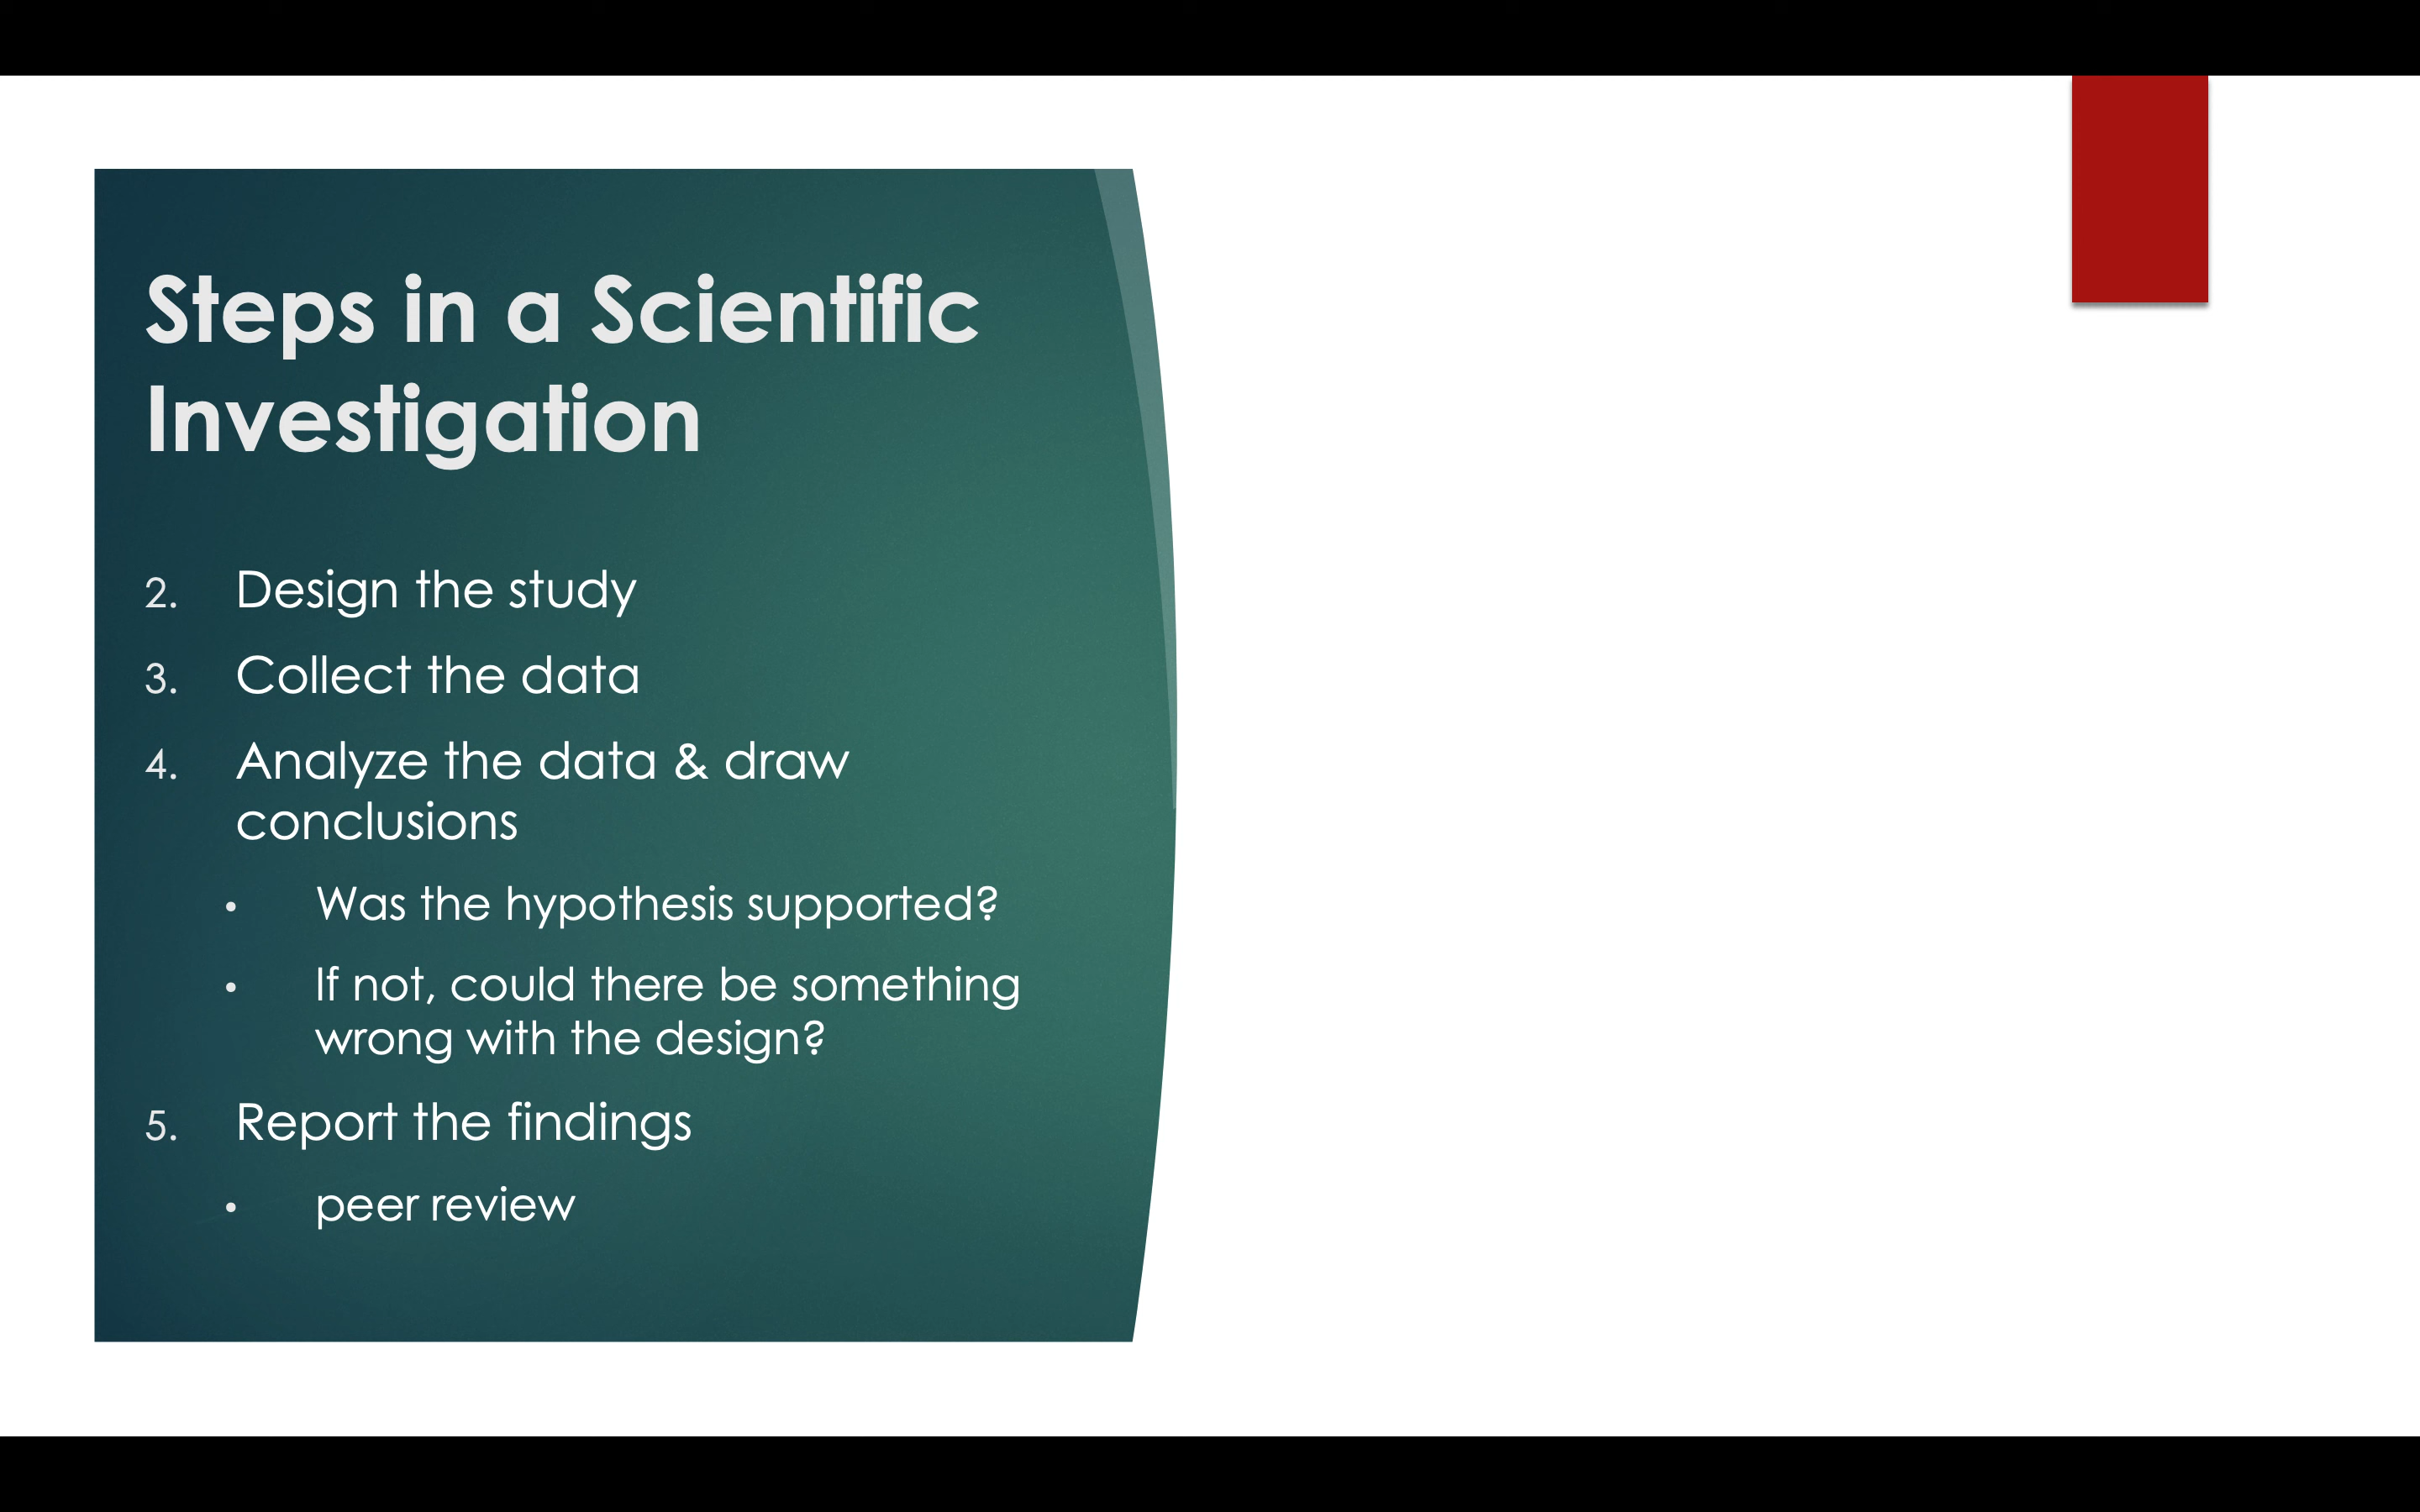 Steps in a Scientific
Investigation
2. Design the study
3. Collect the data
4. Analyze the data & draw
conclusions
• Was the hypothesis supported?
• If not, could there be something
wrong with the design?
5. Report the findings
• peer review